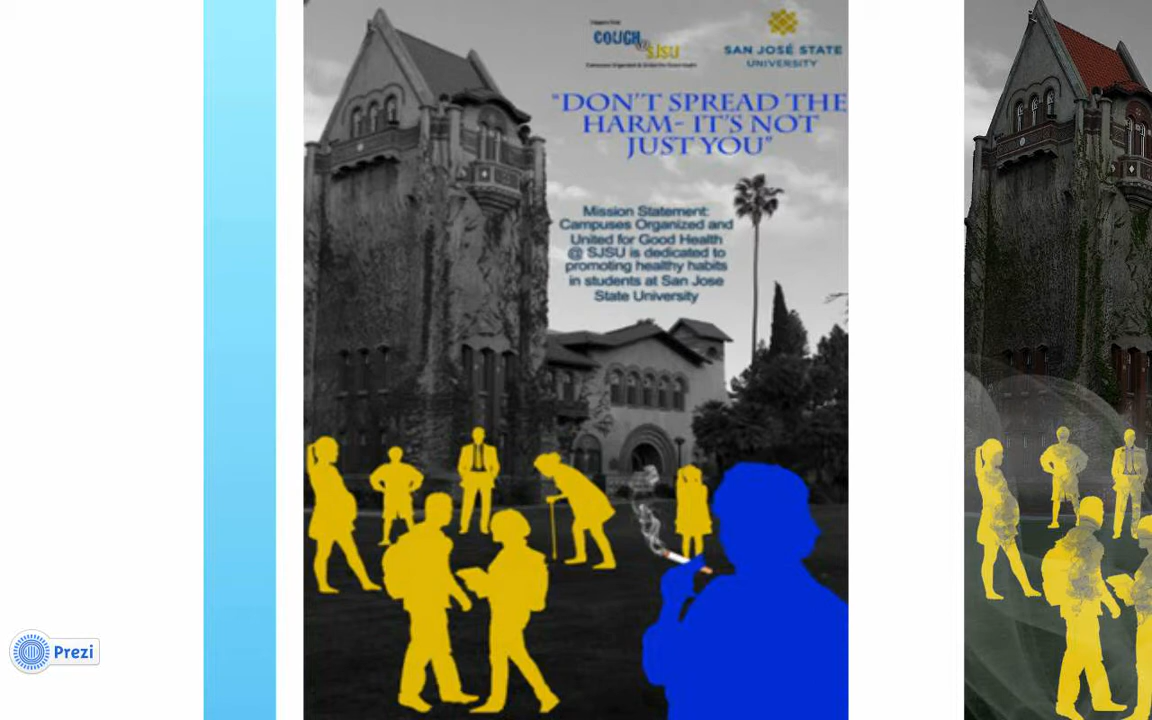 COUGH
@ SJSU
SAN JOSÉ STATE
UNIVERSITY
"DON'T SPREAD THE
HARM- IT'S NOT
JUST YOU"
Mission Statement:
Campuses Organized and
United for Good Health
@ SJSU is dedicated to
promoting healthy habits
in students at San Jose
State University
Prezi